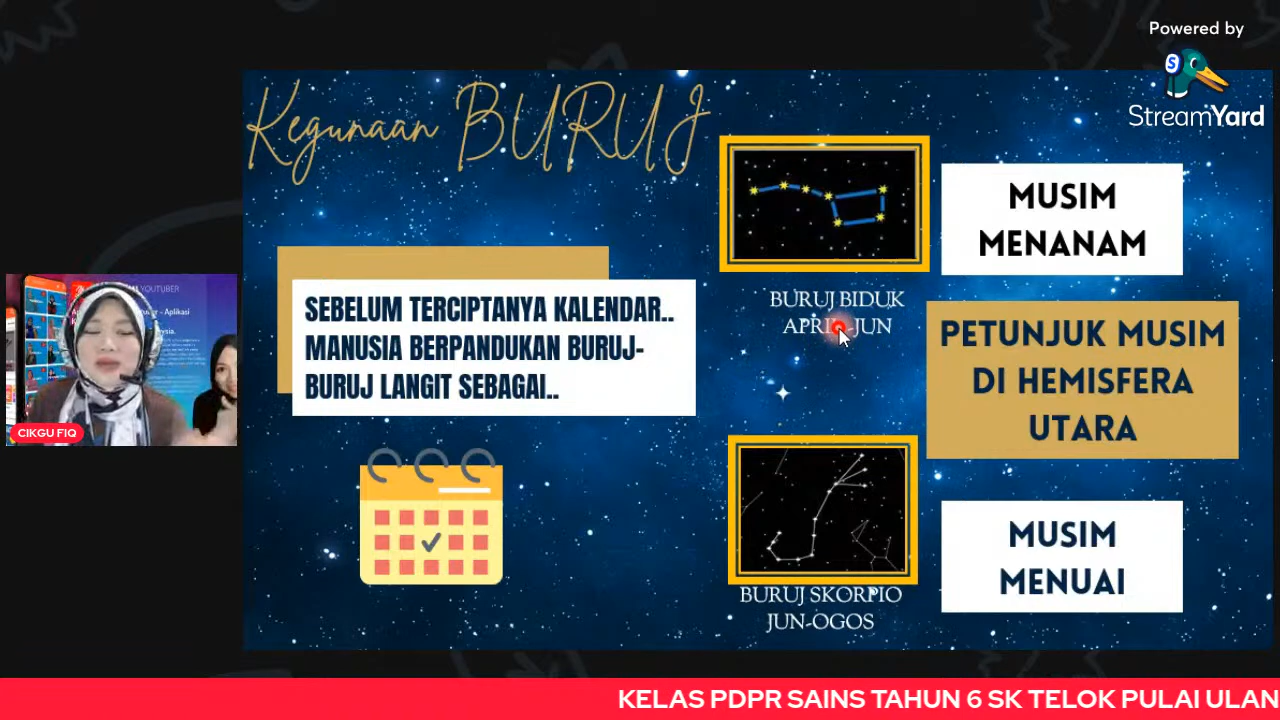 Powered by
StreamYard
Kegunaan BURUJ
MUSIM
MENANAM
SEBELUM TERCIPTANYA KALENDAR..
MANUSIA BERPANDUKAN BURUJ-
BURUJ LANGIT SEBAGAI..
BURUJ BIDUK
APRIL-JUN
PETUNJUK MUSIM
DI HEMISFERA
UTARA
MUSIM
MENUAI
BURUJ SKORPIO
JUN-OGOS
YOUTUBER
CIKGU FIQ
KELAS PDPR SAINS TAHUN 6 SK TELOK PULAI ULAN